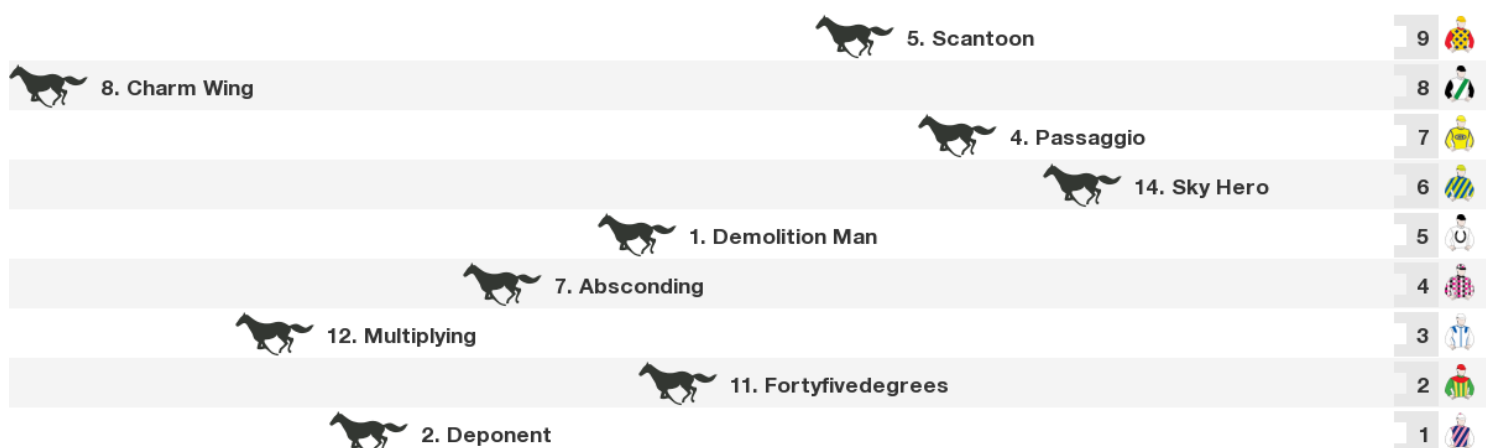 5. Scantoon 9
8. Charm Wing 8
4. Passaggio 7
14. Sky Hero 6
1. Demolition Man 5
7. Absconding 4
12. Multiplying 3
11. Fortyfivedegrees 2
2. Deponent 1